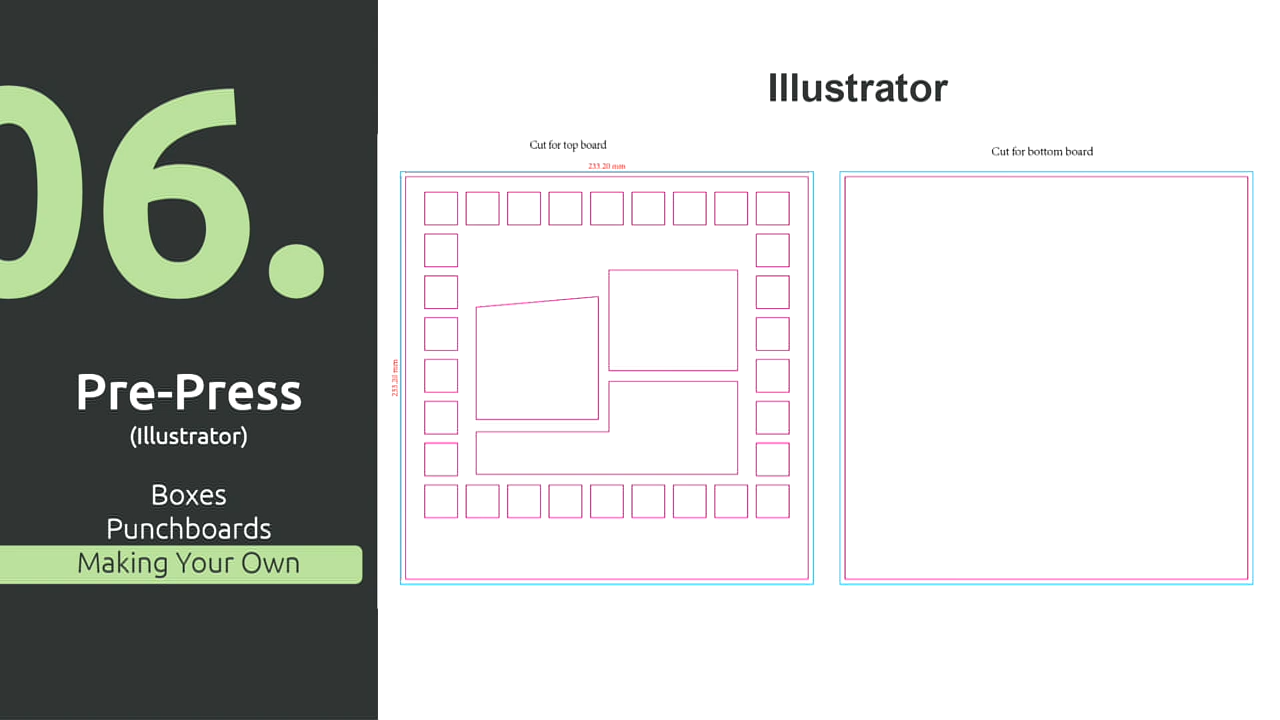 06.
Pre-Press
(Illustrator)
Boxes
Punchboards
Making Your Own
Illustrator
Cut for top board
233.20 mm
233.20 mm
Cut for bottom board